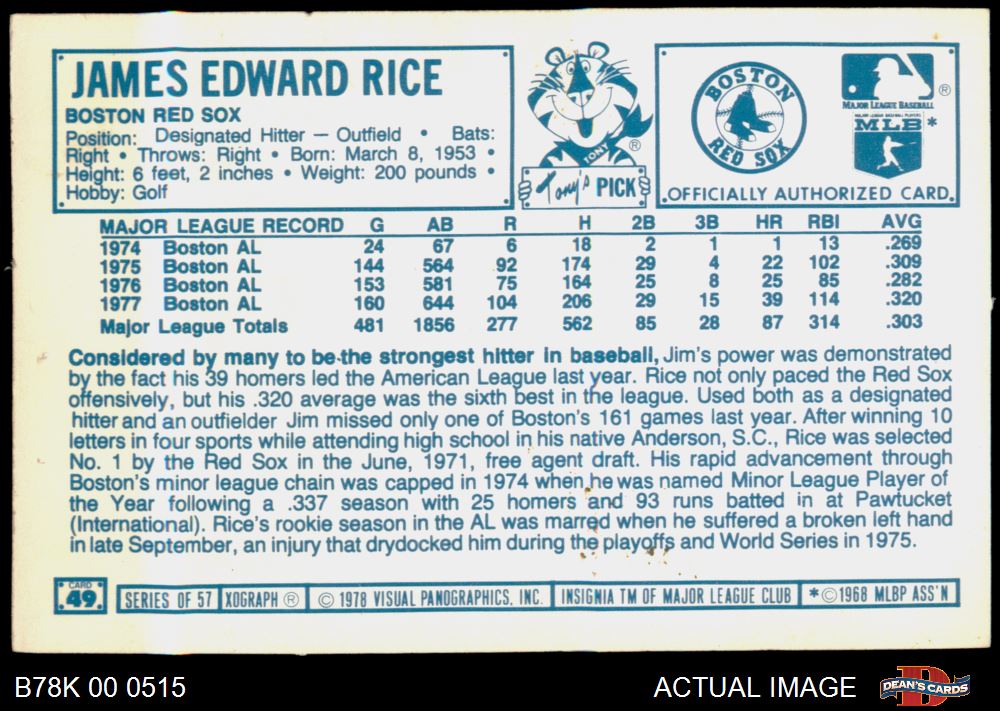 JAMES EDWARD RICE
BOSTON RED SOX
Position: Designated Hitter — Outfield • Bats:
Right • Throws: Right • Born: March 8, 1953 •
Height: 6 feet, 2 inches • Weight: 200 pounds •
Hobby: Golf
TONY ®
Tony's PICK
BOSTON
RED SOX
MAJOR LEAGUE BASEBALL ®
MAJOR LEAGUE BASEBALL PLAYERS
MLB *
OFFICIALLY AUTHORIZED CARD
MAJOR LEAGUE RECORD G AB R H 2B 3B HR RBI AVG
1974 Boston AL 24 67 6 18 2 1 1 13 .269
1975 Boston AL 144 564 92 174 29 4 22 102 .309
1976 Boston AL 153 581 75 164 25 8 25 85 .282
1977 Boston AL 160 644 104 206 29 15 39 114 .320
Major League Totals 481 1856 277 562 85 28 87 314 .303
Considered by many to be the strongest hitter in baseball, Jim's power was demonstrated
by the fact his 39 homers led the American League last year. Rice not only paced the Red Sox
offensively, but his .320 average was the sixth best in the league. Used both as a designated
hitter and an outfielder Jim missed only one of Boston's 161 games last year. After winning 10
letters in four sports while attending high school in his native Anderson, S.C., Rice was selected
No. 1 by the Red Sox in the June, 1971, free agent draft. His rapid advancement through
Boston's minor league chain was capped in 1974 when he was named Minor League Player of
the Year following a .337 season with 25 homers and 93 runs batted in at Pawtucket
(International). Rice's rookie season in the AL was marred when he suffered a broken left hand
in late September, an injury that drydocked him during the playoffs and World Series in 1975.
CARD
49
SERIES OF 57 XOGRAPH ® © 1978 VISUAL PANOGRAPHICS, INC. INSIGNIA TM OF MAJOR LEAGUE CLUB *©1968 MLBP ASS'N
B78K 00 0515
ACTUAL IMAGE
DEAN'S CARDS